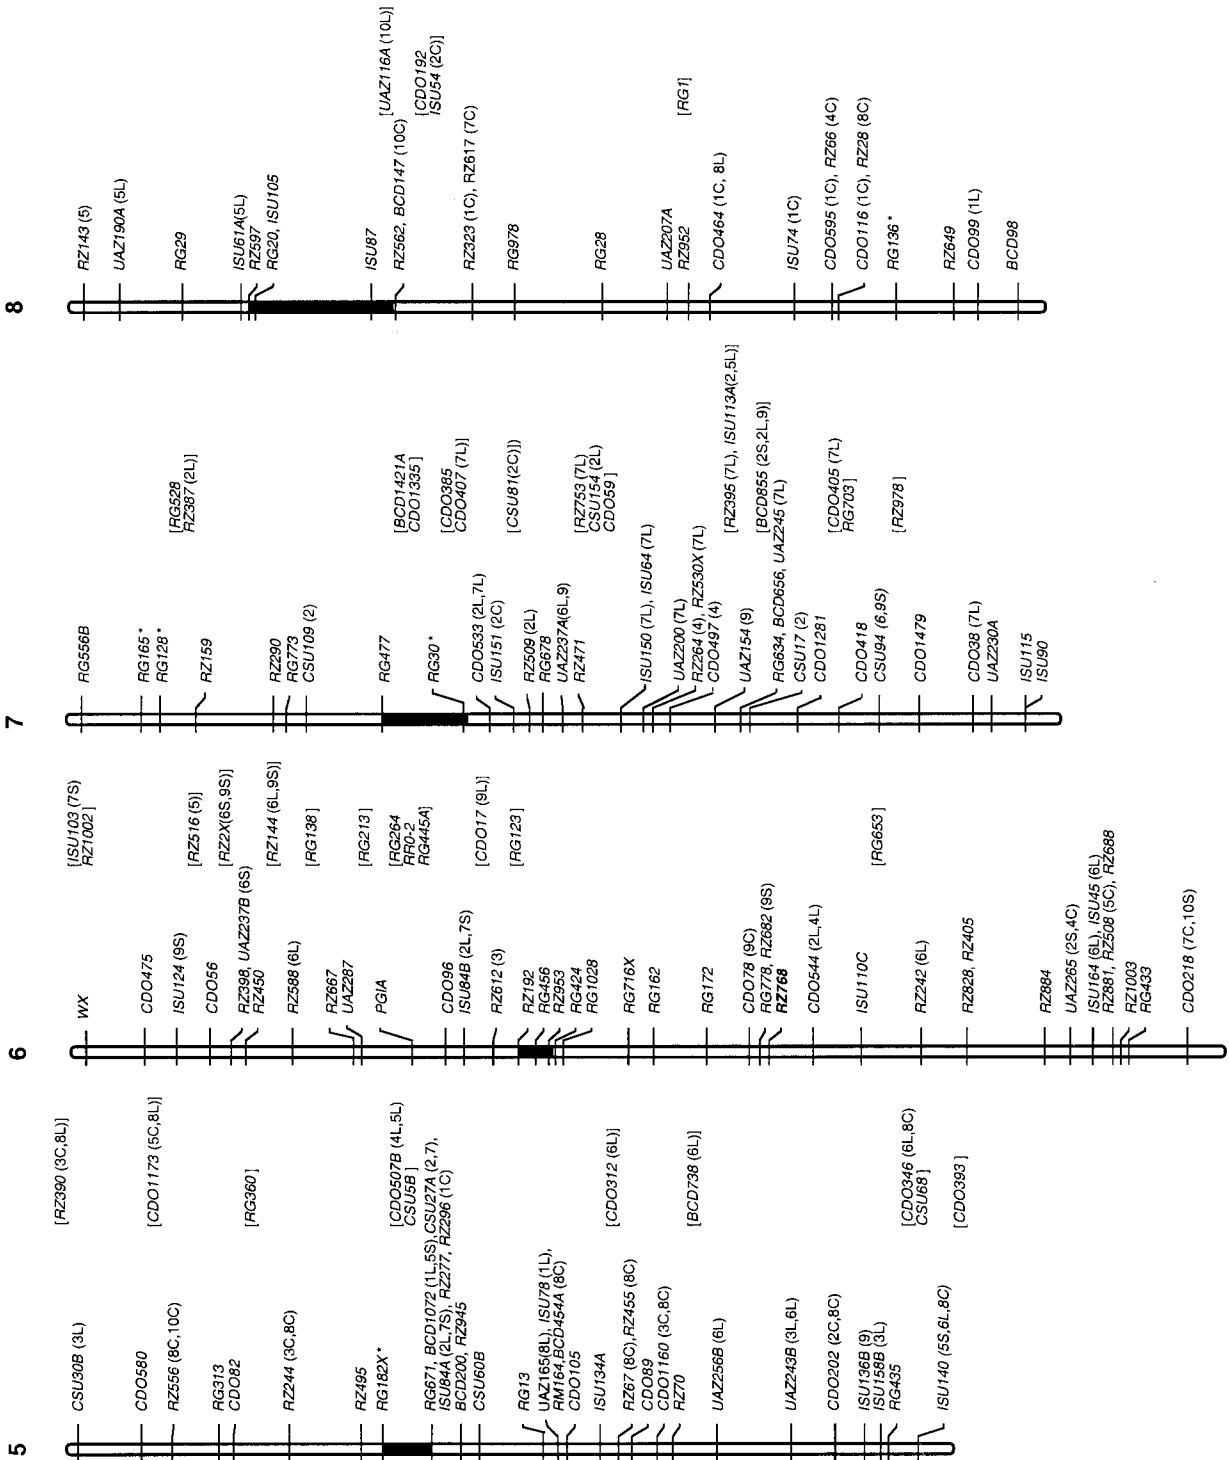 5
CSU30B (3L)
CDO580
RZ556 (8C,10C)
RG313
CDO82
RZ244 (3C,8C)
RZ495
RG182X*
RG671, BCD1072 (1L,5S),CSU27A (2,7),
ISU84A (2L,7S), RZ277, RZ296 (1C)
BCD200, RZ945
CSU60B
RG13
UAZ165(8L), ISU78 (1L),
RM164,BCD454A (8C)
CDO105
ISU134A
RZ67 (8C),RZ455 (8C)
CDO89
CDO1160 (3C,8C)
RZ70
UAZ256B (6L)
UAZ243B (3L,6L)
CDO202 (2C,8C)
ISU136B (9)
ISU158B (3L)
RG435
ISU140 (5S,6L,8C)
[RZ390 (3C,8L)]
[CDO1173 (5C,8L)]
[RG360]
[CDO507B (4L,5L)
CSU5B ]
[CDO312 (6L)]
[BCD738 (6L)]
[CDO346 (6L,8C)
CSU68 ]
[CDO393 ]
6
WX
CDO475
ISU124 (9S)
CDO56
RZ398, UAZ237B (6S)
RZ450
RZ588 (6L)
RZ667
UAZ287
PGIA
CDO96
ISU84B (2L,7S)
RZ612 (3)
RZ192
RG456
RZ953
RG424
RG1028
RG716X
RG162
RG172
CDO78 (9C)
RG778, RZ682 (9S)
RZ768
CDO544 (2L,4L)
ISU110C
RZ242 (6L)
RZ828, RZ405
RZ884
UAZ265 (2S,4C)
ISU164 (6L), ISU45 (6L)
RZ881, RZ508 (5C), RZ688
RZ1003
RG433
CDO218 (7C,10S)
[ISU103 (7S)
RZ1002 ]
[RZ516 (5)]
[RZ2X(6S,9S)]
[RZ144 (6L,9S)]
[RG138 ]
[RG213 ]
[RG264
RR0-2
RG445A]
[CDO17 (9L)]
[RG123 ]
[RG653 ]
7
RG556B
RG165*
RG128*
RZ159
RZ290
RG773
CSU109 (2)
RG477
RG30*
CDO533 (2L,7L)
ISU151 (2C)
RZ509 (2L)
RG678
UAZ237A(6L,9)
RZ471
ISU150 (7L), ISU64 (7L)
UAZ200 (7L)
RZ264 (4), RZ530X (7L)
CDO497 (4)
UAZ154 (9)
RG634, BCD656, UAZ245 (7L)
CSU17 (2)
CDO1281
CDO418
CSU94 (6,9S)
CDO1479
CDO38 (7L)
UAZ230A
ISU115
ISU90
[RG528
RZ387 (2L)]
[BCD1421A
CDO1335 ]
[CDO385
CDO407 (7L)]
[CSU81(2C)])
[RZ753 (7L)
CSU154 (2L)
CDO59 ]
[RZ395 (7L), ISU113A(2,5L)]
[BCD855 (2S,2L,9)]
[CDO405 (7L)
RG703 ]
[RZ978 ]
8
RZ143 (5)
UAZ190A (5L)
RG29
ISU61A(5L)
RZ597
RG20, ISU105
ISU87
RZ562, BCD147 (10C)
RZ323 (1C), RZ617 (7C)
RG978
RG28
UAZ207A
RZ952
CDO464 (1C, 8L)
ISU74 (1C)
CDO595 (1C), RZ66 (4C)
CDO116 (1C), RZ28 (8C)
RG136*
RZ649
CDO99 (1L)
BCD98
[UAZ116A (10L)]
[CDO192
ISU54 (2C)]
[RG1]